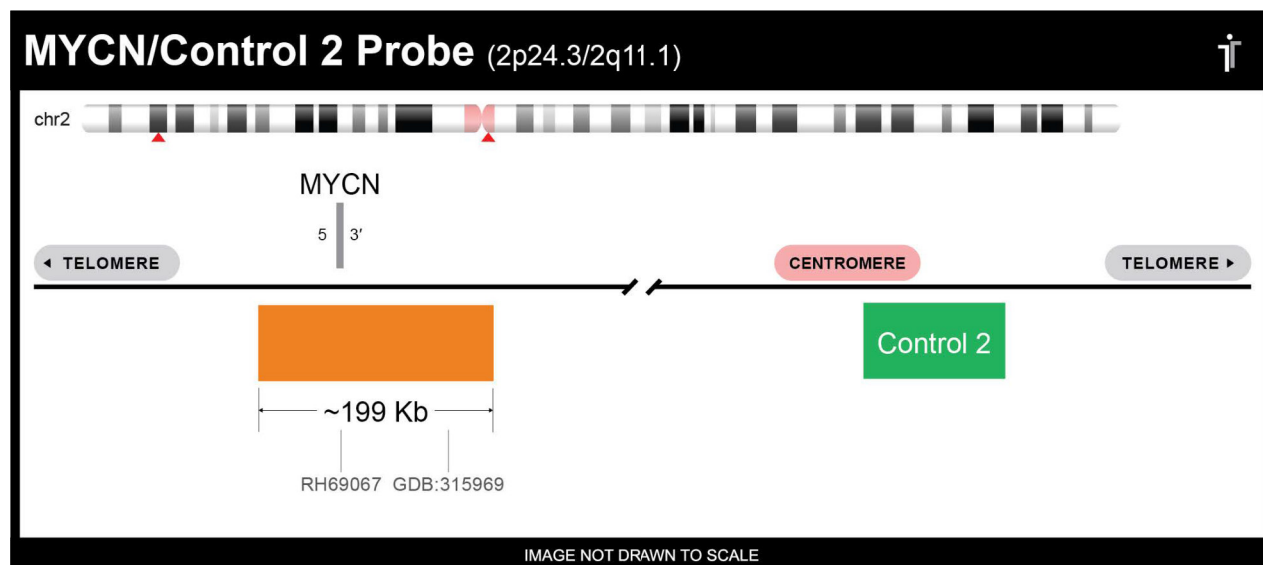 MYCN/Control 2 Probe (2p24.3/2q11.1)
chr2
MYCN
5 3′
◂ TELOMERE
CENTROMERE
TELOMERE ▸
Control 2
~199 Kb
RH69067 GDB:315969
IMAGE NOT DRAWN TO SCALE